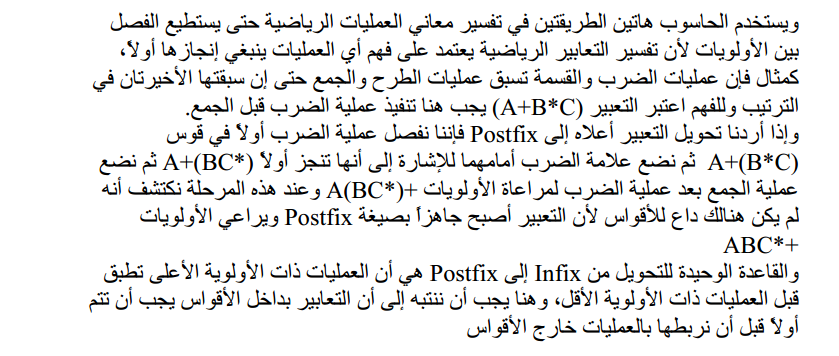 ويستخدم الحاسوب هاتين الطريقتين في تفسير معاني العمليات الرياضية حتى يستطيع الفصل
بين الأولويات لأن تفسير التعابير الرياضية يعتمد على فهم أي العمليات ينبغي إنجازها أولاً،
كمثال فإن عمليات الضرب والقسمة تسبق عمليات الطرح والجمع حتى إن سبقتها الأخيرتان في
الترتيب وللفهم اعتبر التعبير (A+B*C) يجب هنا تنفيذ عملية الضرب قبل الجمع.
وإذا أردنا تحويل التعبير أعلاه إلى Postfix فإننا نفصل عملية الضرب أولاً في قوس
A+(B*C) ثم نضع علامة الضرب أمامهما للإشارة إلى أنها تنجز أولاً A+(BC*) ثم نضع
عملية الجمع بعد عملية الضرب لمراعاة الأولويات A(BC*)+ وعند هذه المرحلة نكتشف أنه
لم يكن هنالك داع للأقواس لأن التعبير أصبح جاهزاً بصيغة Postfix ويراعي الأولويات
ABC*+
والقاعدة الوحيدة للتحويل من Infix إلى Postfix هي أن العمليات ذات الأولوية الأعلى تطبق
قبل العمليات ذات الأولوية الأقل، وهنا يجب أن ننتبه إلى أن التعابير بداخل الأقواس يجب أن تتم
أولاً قبل أن نربطها بالعمليات خارج الأقواس